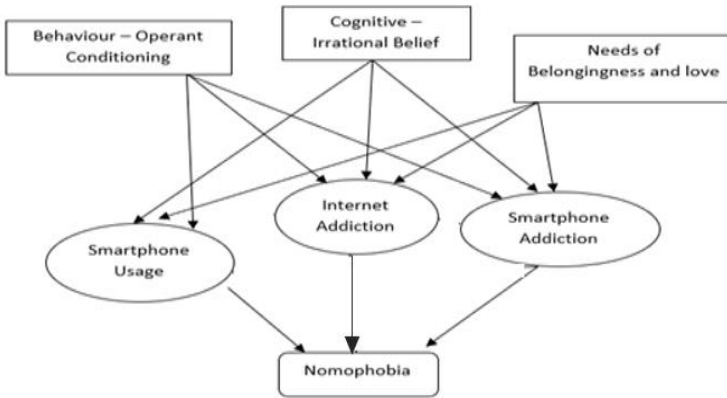 Behaviour – Operant
Conditioning
Cognitive –
Irrational Belief
Needs of
Belongingness and love
Smartphone
Usage
Internet
Addiction
Smartphone
Addiction
Nomophobia